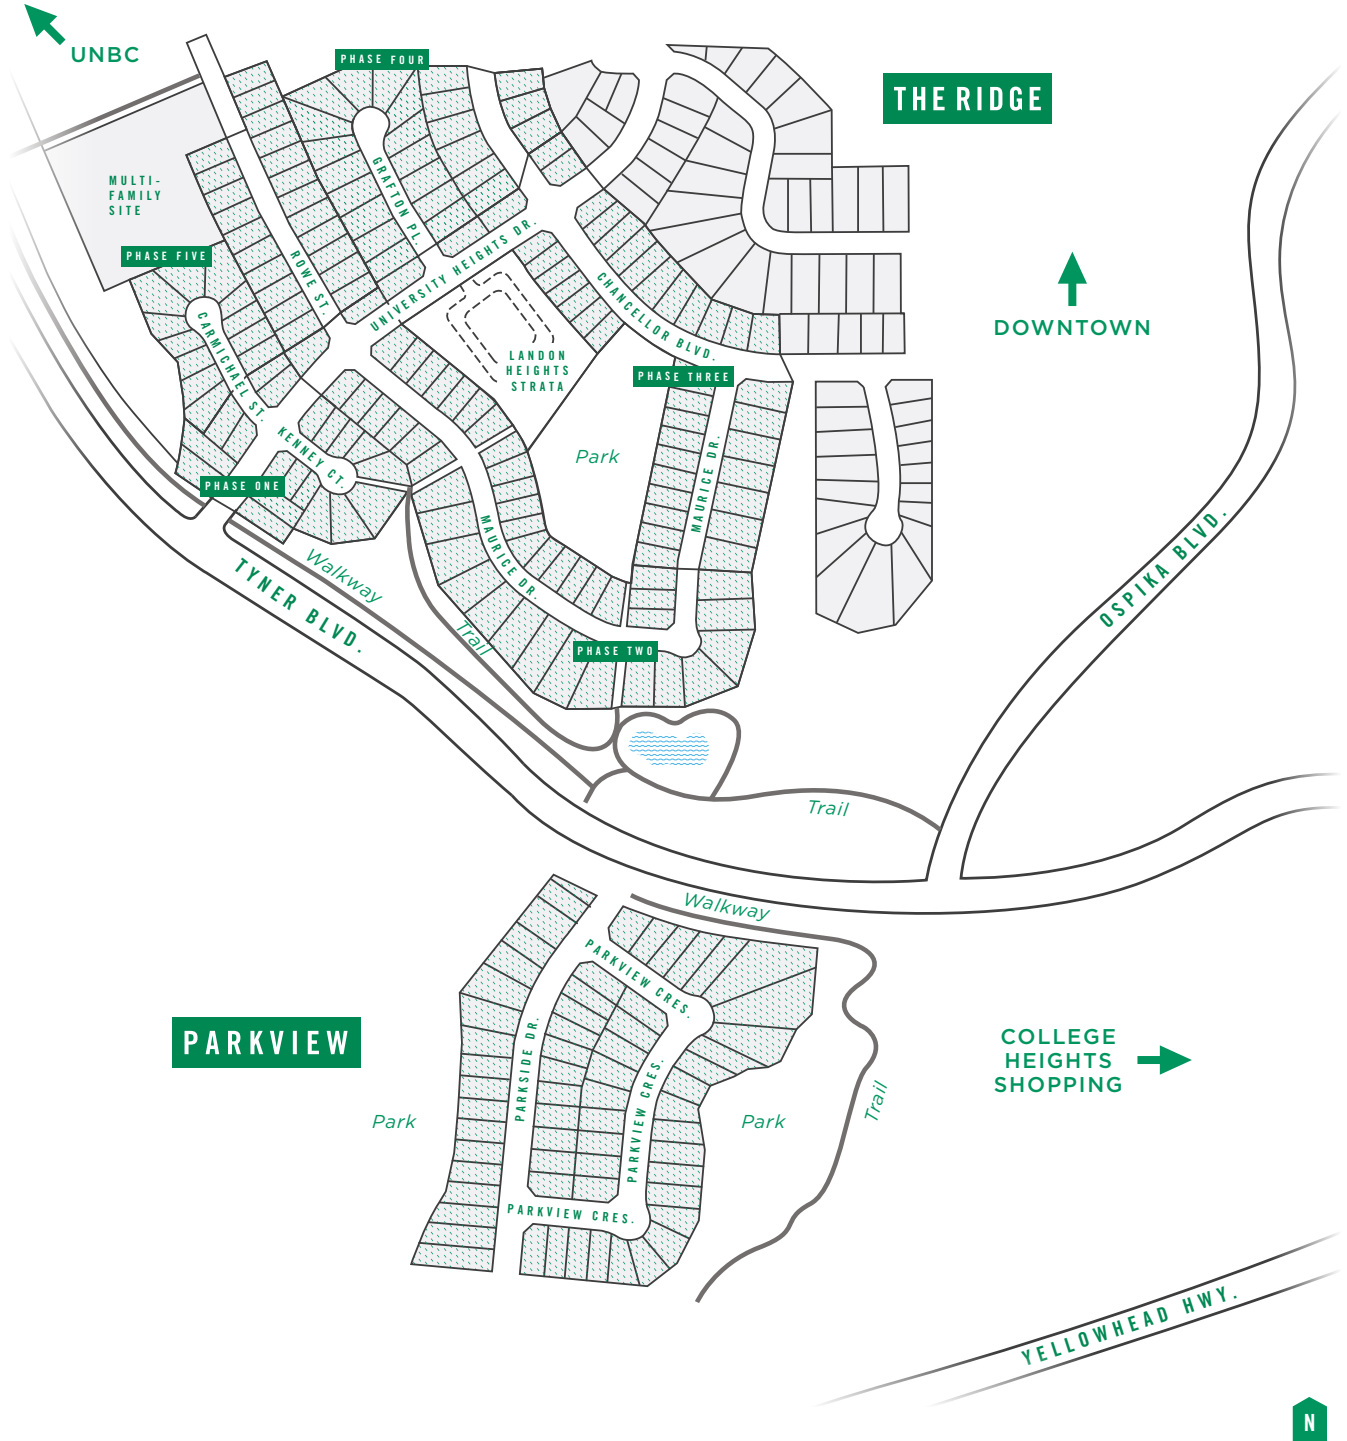 UNBC
PHASE FOUR
THE RIDGE
MULTI-
FAMILY
SITE
GRAFTON PL.
PHASE FIVE
ROWE ST.
UNIVERSITY HEIGHTS DR.
CHANCELLOR BLVD.
DOWNTOWN
CARMICHAEL ST.
LANDON
HEIGHTS
STRATA
PHASE THREE
KENNEY CT.
Park
MAURICE DR.
PHASE ONE
MAURICE DR.
OSPIKA BLVD.
Walkway
TYNER BLVD.
Trail
PHASE TWO
Trail
Walkway
PARKVIEW CRES.
PARKVIEW
PARKSIDE DR.
PARKVIEW CRES.
COLLEGE
HEIGHTS
SHOPPING
Park
Park
Trail
PARKVIEW CRES.
YELLOWHEAD HWY.
N